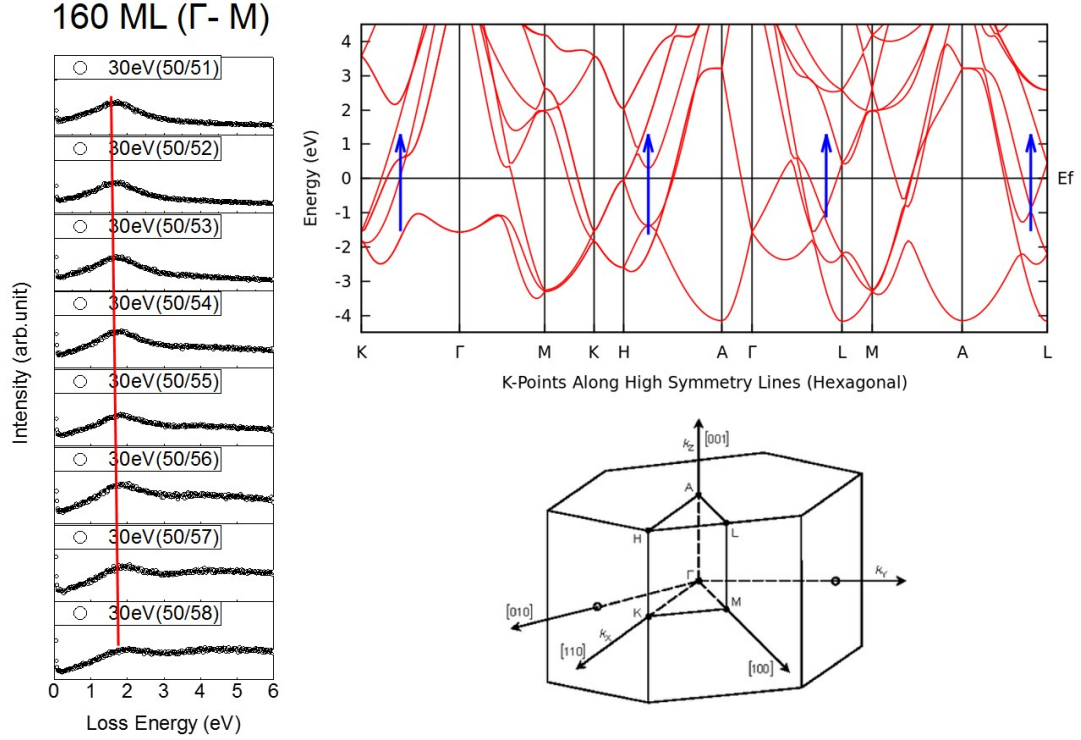 160 ML (Γ- M)
30eV(50/51)
30eV(50/52)
30eV(50/53)
30eV(50/54)
30eV(50/55)
30eV(50/56)
30eV(50/57)
30eV(50/58)
Intensity (arb.unit)
0 1 2 3 4 5 6
Loss Energy (eV)
4
3
2
1
0
-1
-2
-3
-4
Energy (eV)
Ef
K Γ M K H A Γ L M A L
K-Points Along High Symmetry Lines (Hexagonal)
kZ [001]
A
H L
Γ kY
K M
[010]
kX
[110]
[100]